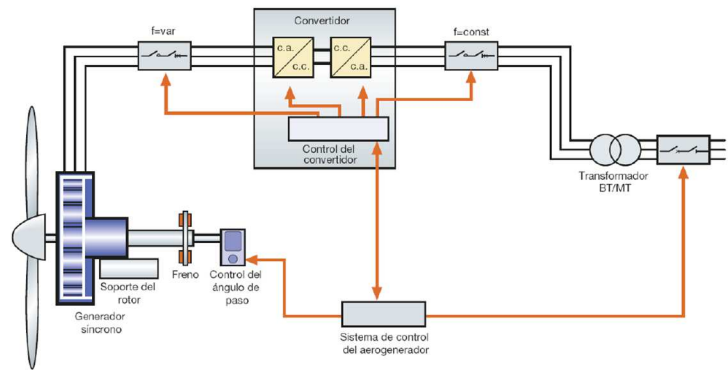 Convertidor
f=var
f=const
c.a.
c.c.
c.c.
c.a.
Control del
convertidor
Transformador
BT/MT
Soporte del
rotor
Freno
Control del
ángulo de
paso
Generador
síncrono
Sistema de control
del aerogenerador